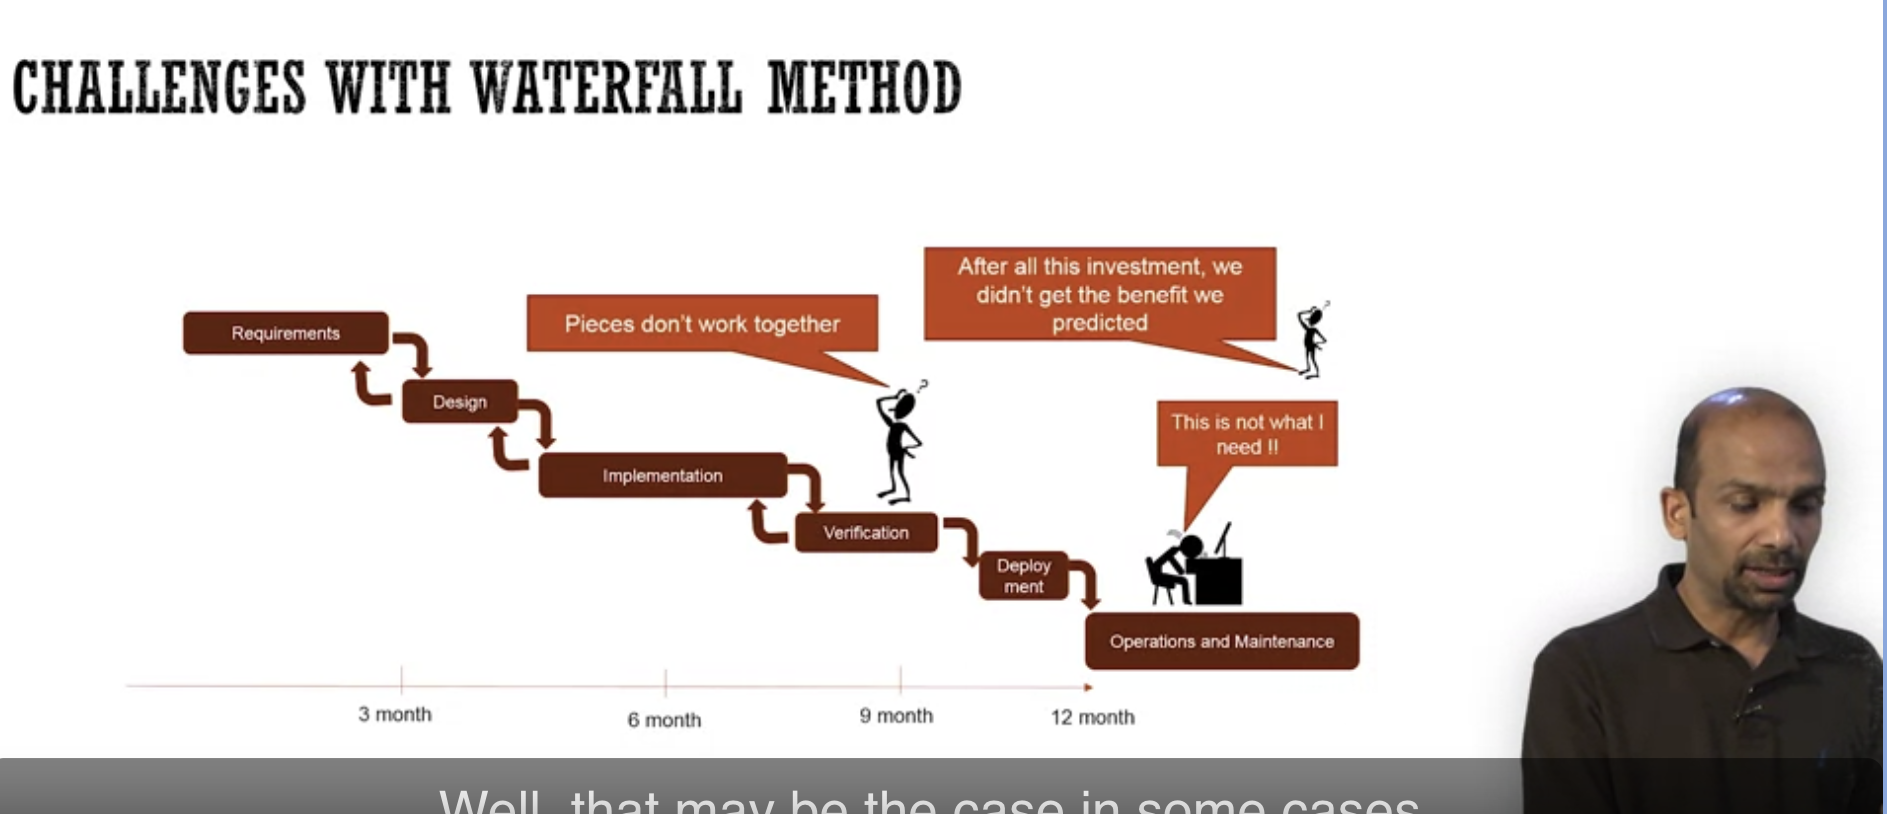 CHALLENGES WITH WATERFALL METHOD
After all this investment, we
didn't get the benefit we
predicted
Pieces don't work together
Requirements
Design
This is not what I
need !!
Implementation
Verification
Deploy
ment
Operations and Maintenance
3 month
6 month
9 month
12 month
Well, that may be the case in some cases